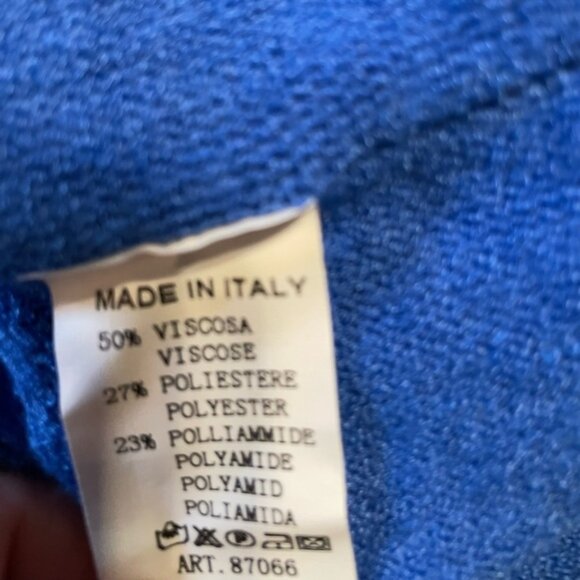 MADE IN ITALY
50% VISCOSA
VISCOSE
27% POLIESTERE
POLYESTER
23% POLLIAMMIDE
POLYAMIDE
POLYAMID
POLIAMIDA
ART. 87066